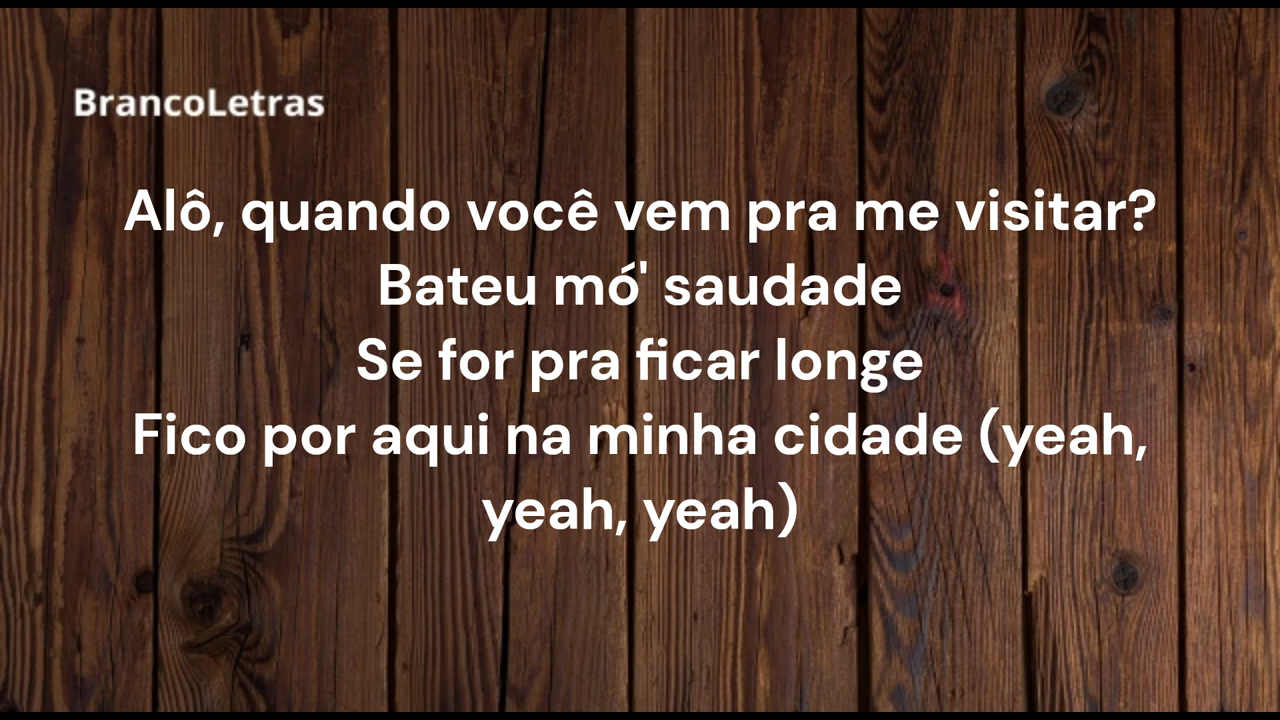 BrancoLetras
Alô, quando você vem pra me visitar?
Bateu mó' saudade
Se for pra ficar longe
Fico por aqui na minha cidade (yeah,
yeah, yeah)